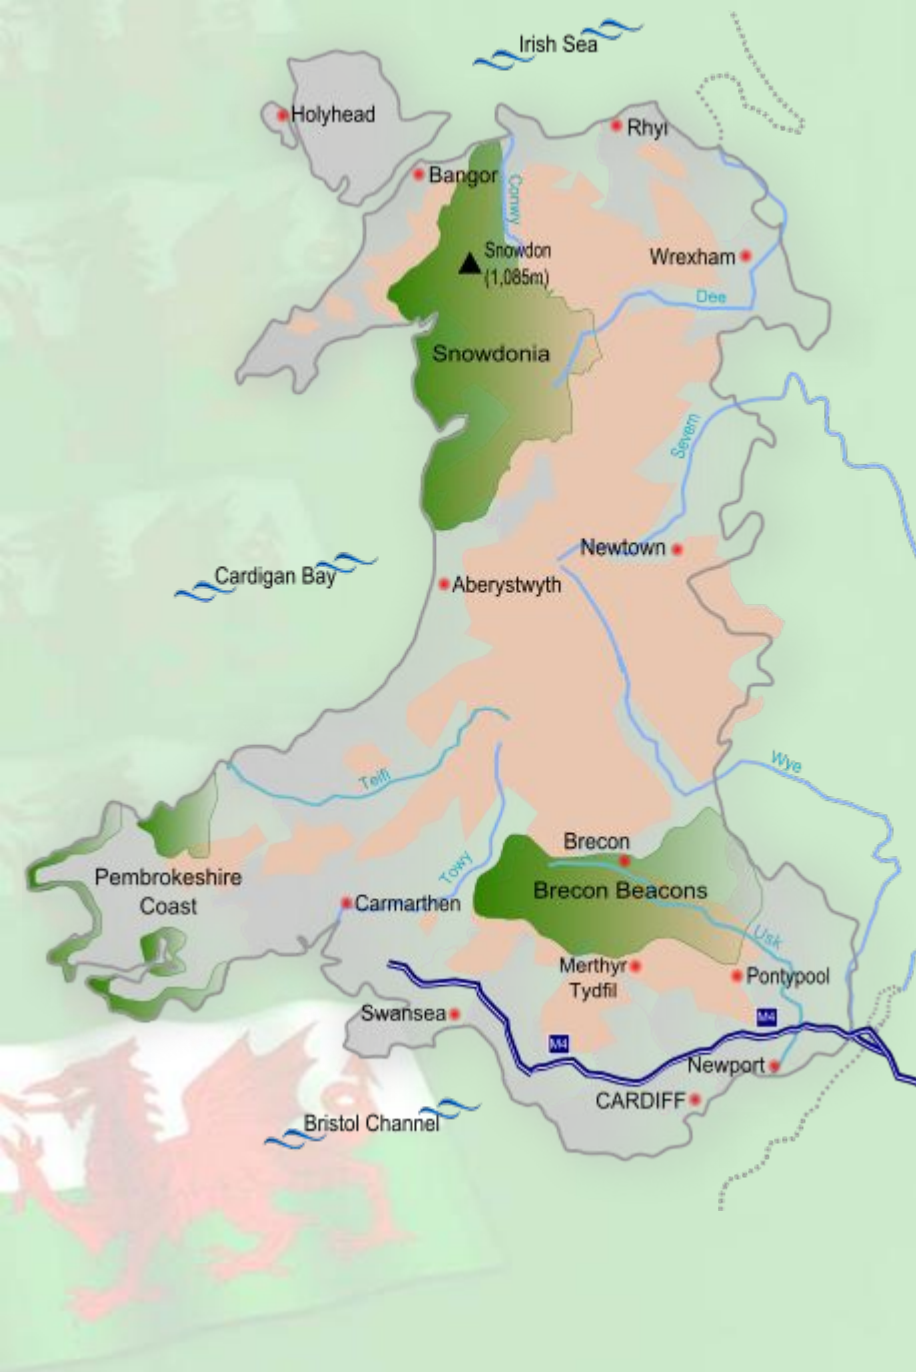 Irish Sea
Holyhead
Rhyl
Bangor
Conwy
Snowdon
(1,085m)
Wrexham
Dee
Snowdonia
Severn
Newtown
Cardigan Bay
Aberystwyth
Teifi
Wye
Brecon
Towy
Pembrokeshire
Coast
Brecon Beacons
Carmarthen
Usk
Merthyr
Tydfil
Pontypool
Swansea
M4
M4
Newport
CARDIFF
Bristol Channel